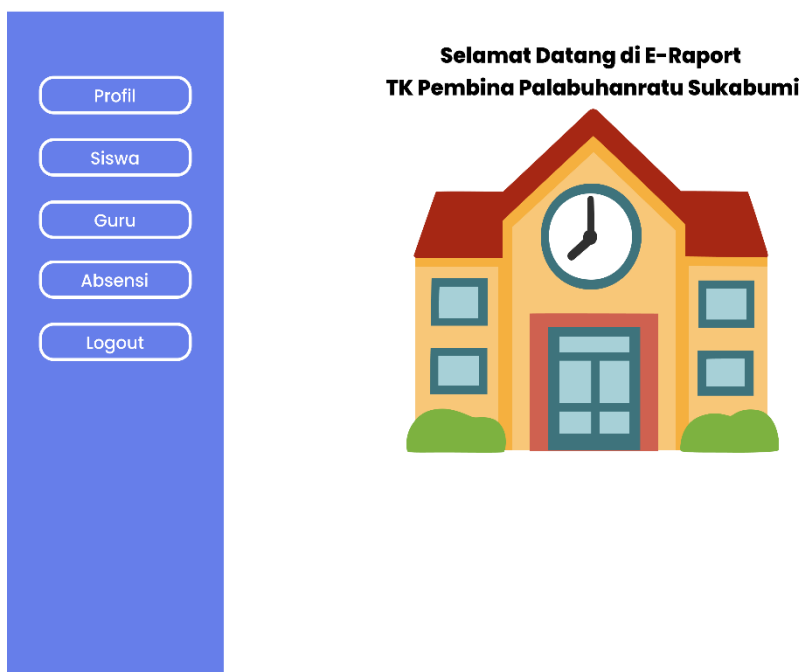 Profil
Siswa
Guru
Absensi
Logout
Selamat Datang di E-Raport
TK Pembina Palabuhanratu Sukabumi